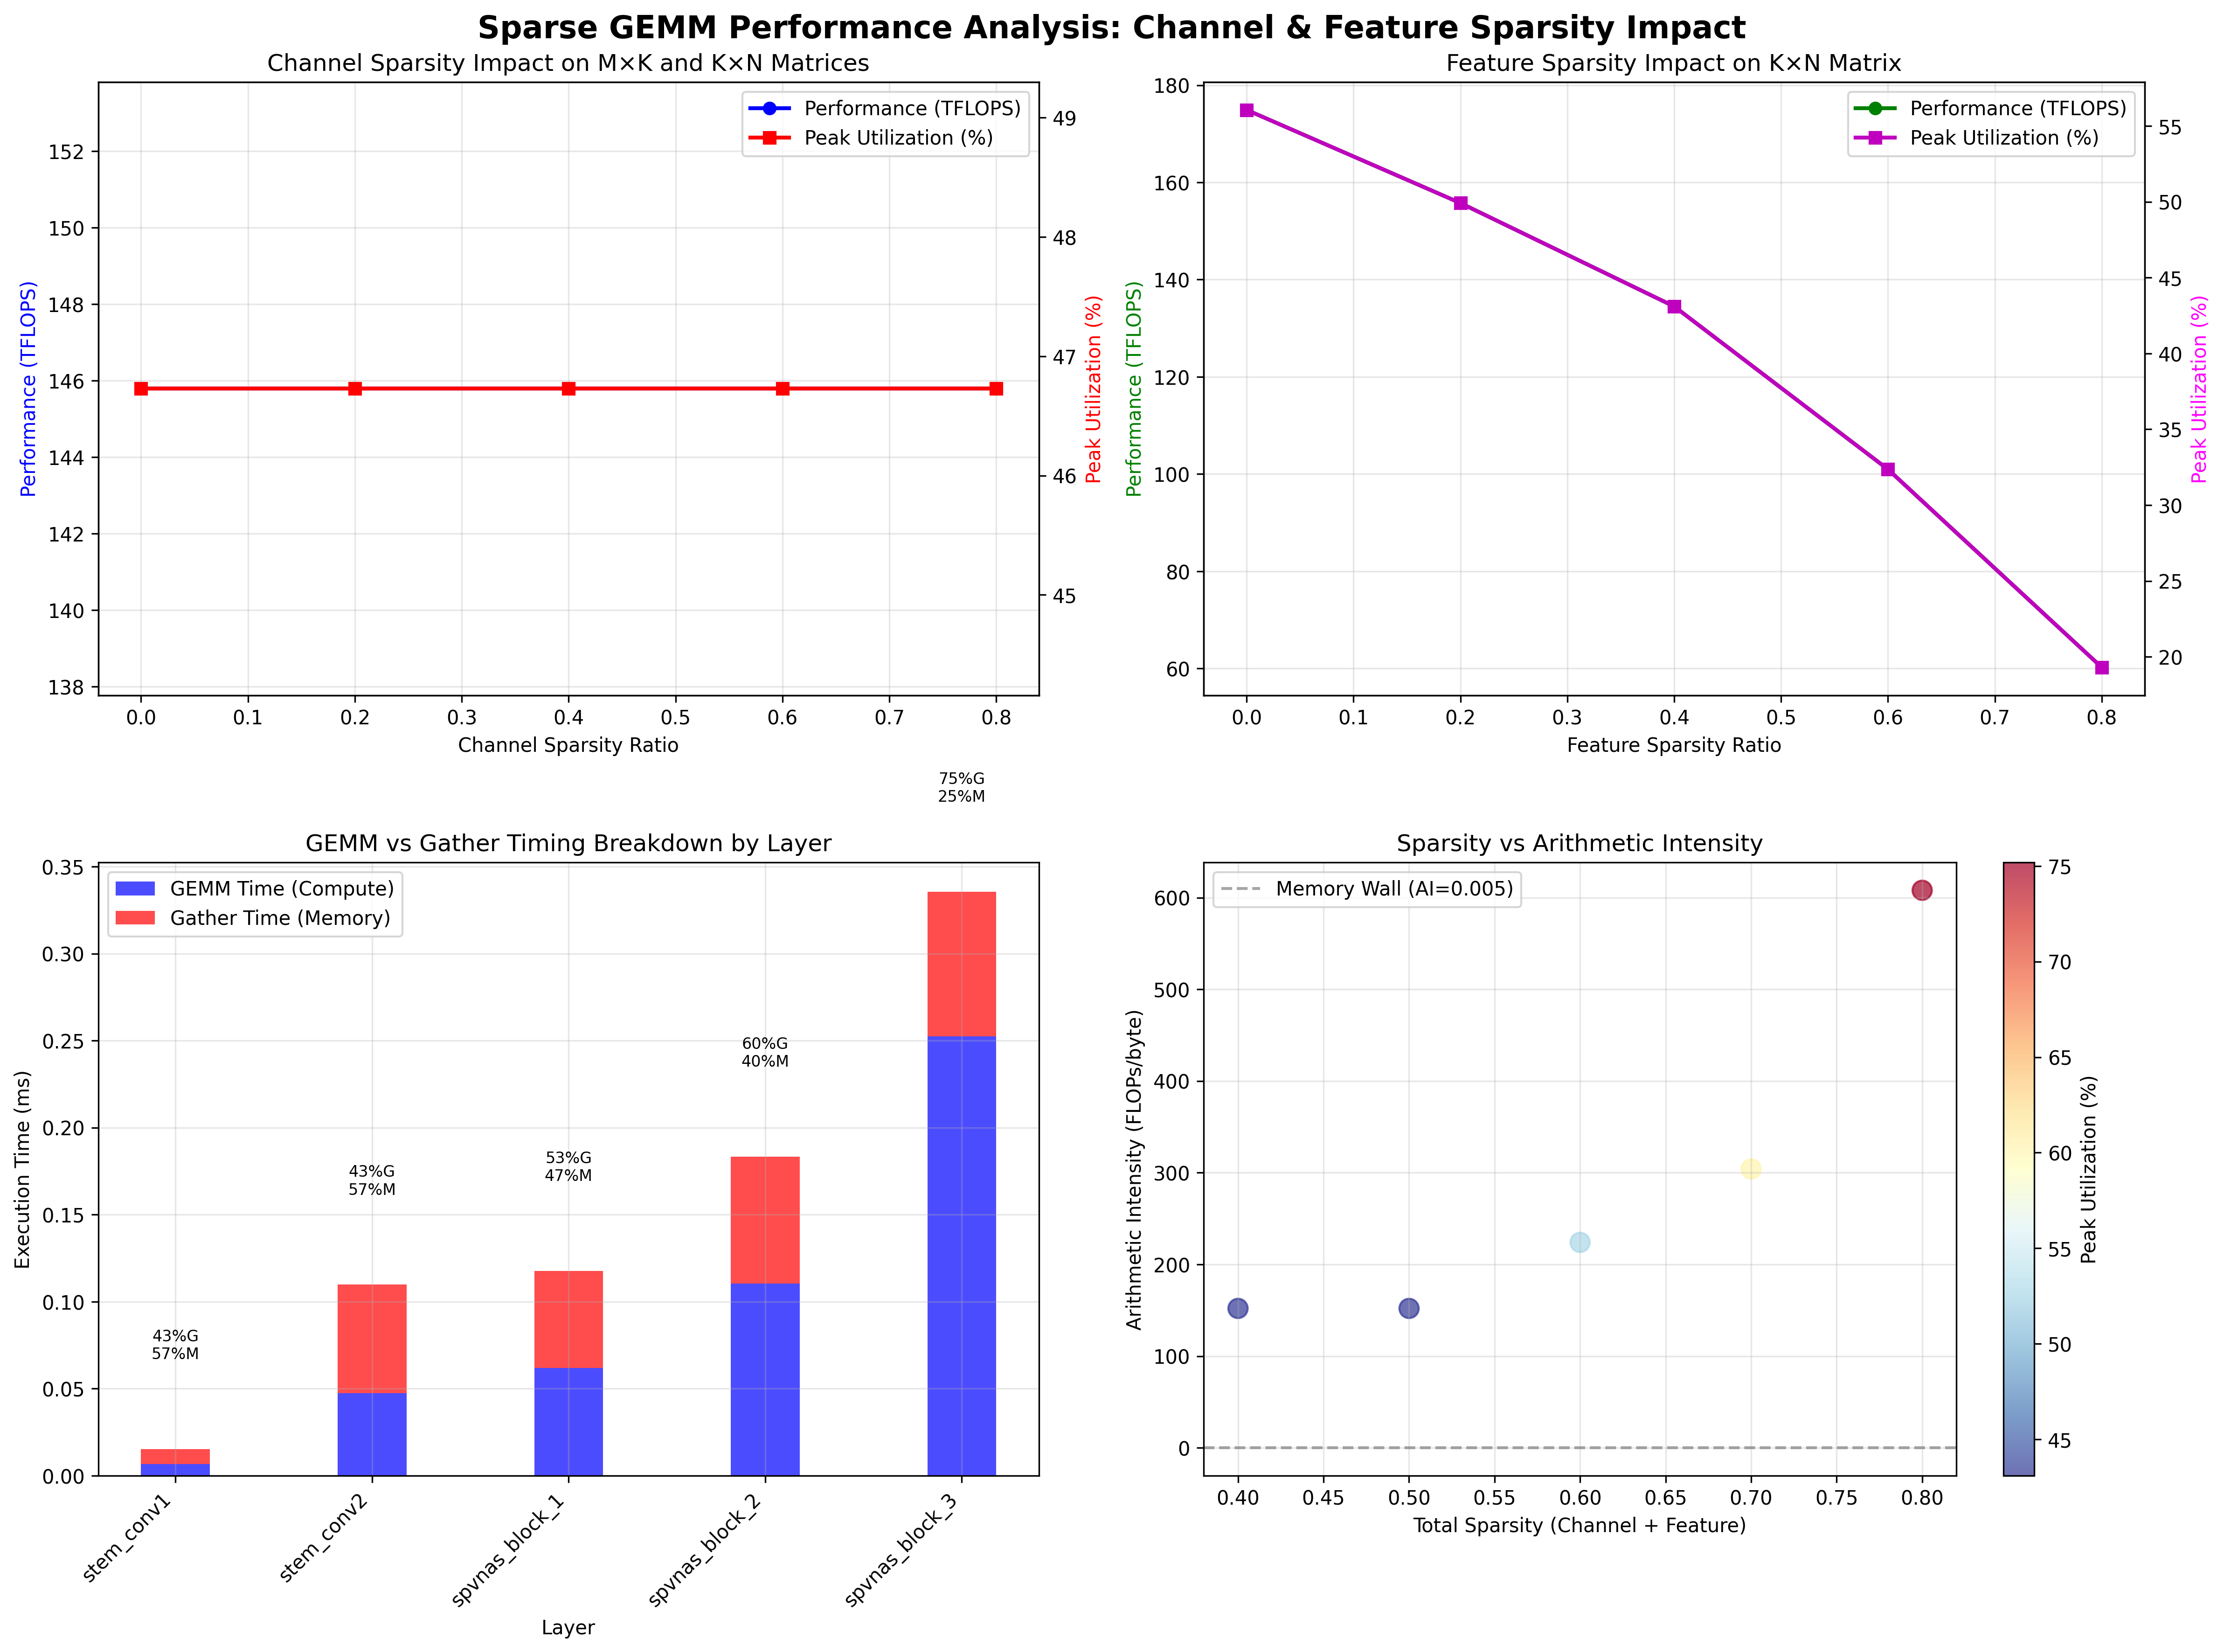 Sparse GEMM Performance Analysis: Channel & Feature Sparsity Impact
Channel Sparsity Impact on M×K and K×N Matrices
Performance (TFLOPS)
Peak Utilization (%)
152
150
148
146
144
142
140
138
Performance (TFLOPS)
49
48
47
46
45
Peak Utilization (%)
0.0 0.1 0.2 0.3 0.4 0.5 0.6 0.7 0.8
Channel Sparsity Ratio
Feature Sparsity Impact on K×N Matrix
Performance (TFLOPS)
Peak Utilization (%)
180
160
140
120
100
80
60
Performance (TFLOPS)
55
50
45
40
35
30
25
20
Peak Utilization (%)
0.0 0.1 0.2 0.3 0.4 0.5 0.6 0.7 0.8
Feature Sparsity Ratio
GEMM vs Gather Timing Breakdown by Layer
GEMM Time (Compute)
Gather Time (Memory)
0.35
0.30
0.25
0.20
0.15
0.10
0.05
0.00
Execution Time (ms)
43%G
57%M
43%G
57%M
53%G
47%M
60%G
40%M
75%G
25%M
stem_conv1
stem_conv2
spvnas_block_1
spvnas_block_2
spvnas_block_3
Layer
Sparsity vs Arithmetic Intensity
Memory Wall (AI=0.005)
600
500
400
300
200
100
0
Arithmetic Intensity (FLOPs/byte)
0.40 0.45 0.50 0.55 0.60 0.65 0.70 0.75 0.80
Total Sparsity (Channel + Feature)
75
70
65
60
55
50
45
Peak Utilization (%)